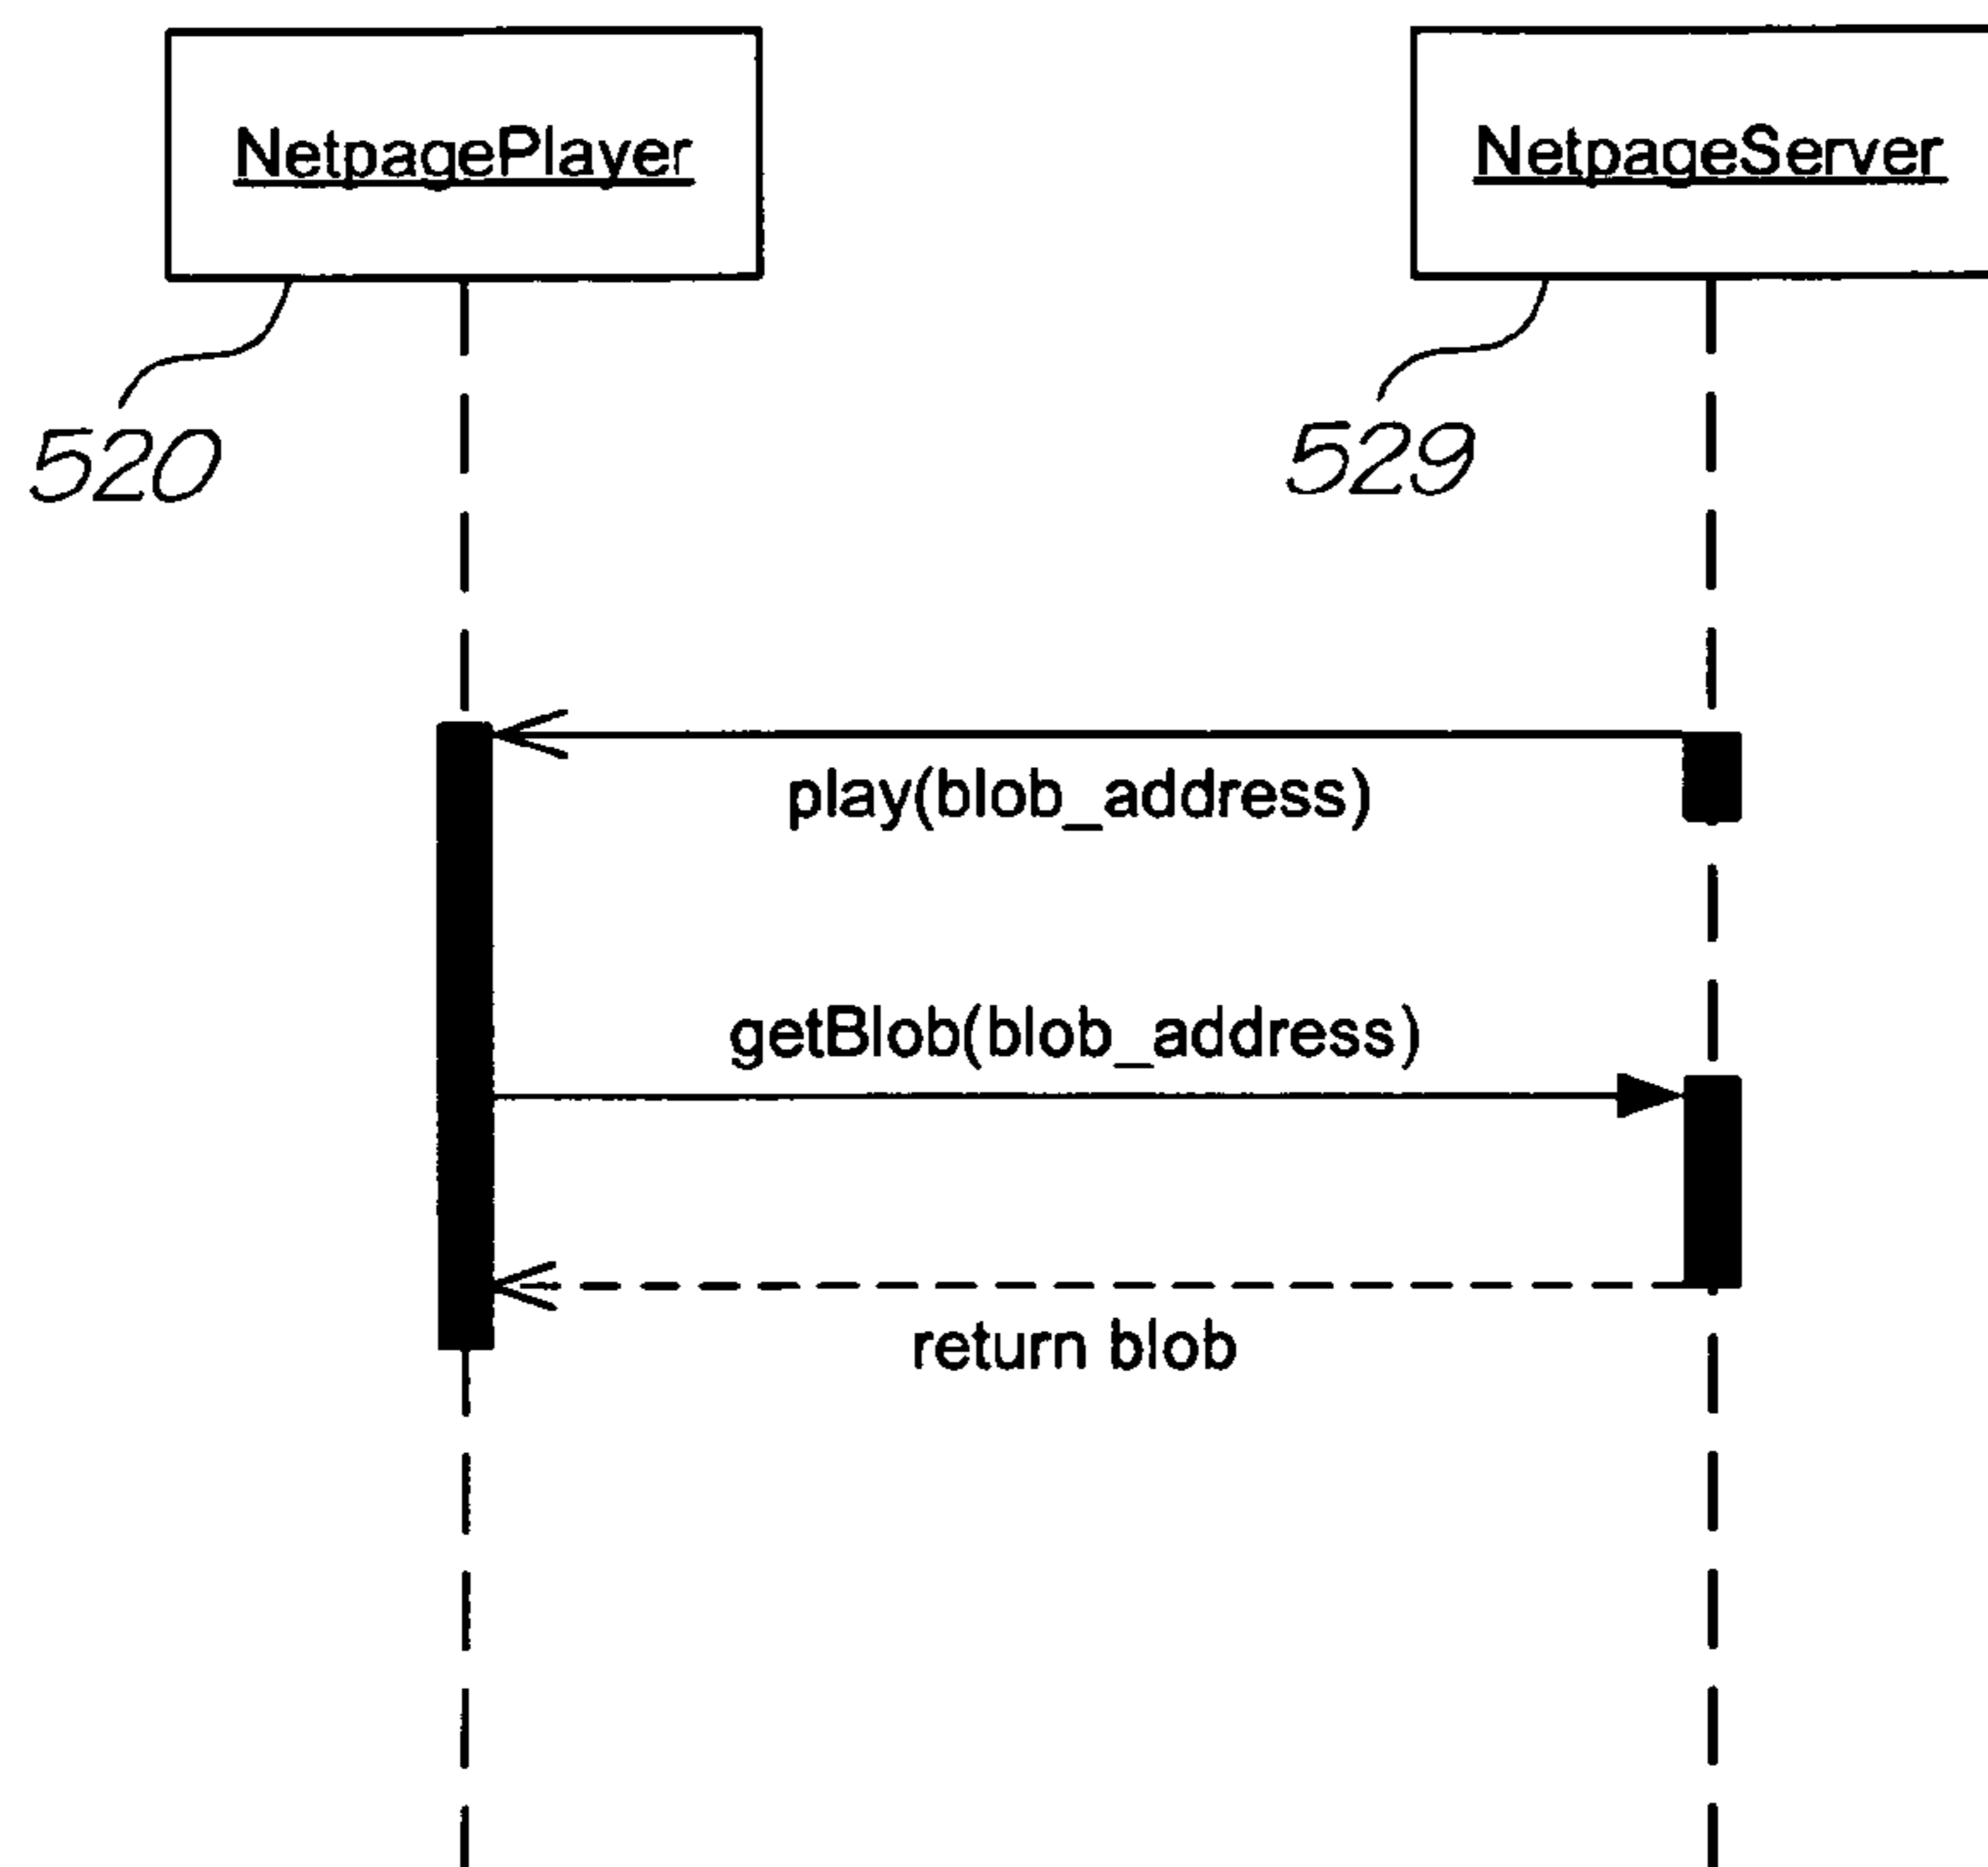 NetpagePlayer
NetpageServer
520
529
play(blob_address)
getBlob(blob_address)
return blob